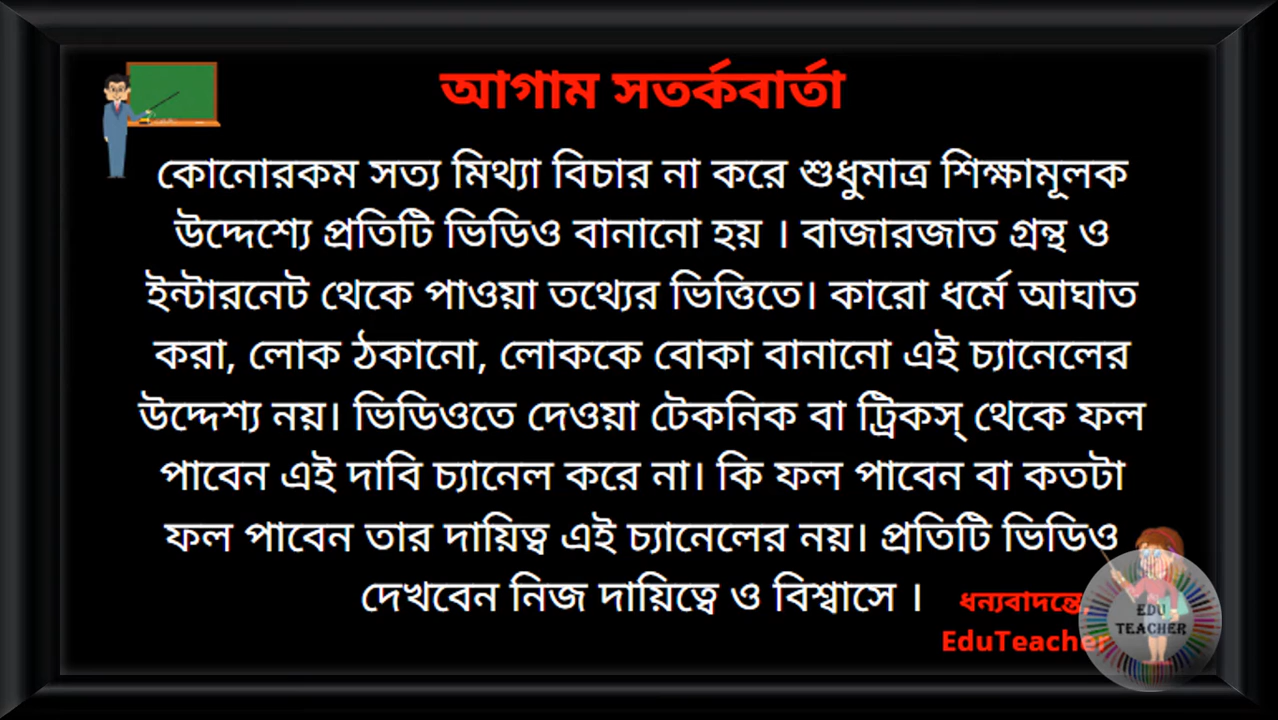 আগাম সতর্কবার্তা
কোনোরকম সত্য মিথ্যা বিচার না করে শুধুমাত্র শিক্ষামূলক
উদ্দেশ্যে প্রতিটি ভিডিও বানানো হয় । বাজারজাত গ্রন্থ ও
ইন্টারনেট থেকে পাওয়া তথ্যের ভিত্তিতে। কারো ধর্মে আঘাত
করা, লোক ঠকানো, লোককে বোকা বানানো এই চ্যানেলের
উদ্দেশ্য নয়। ভিডিওতে দেওয়া টেকনিক বা ট্রিকস্ থেকে ফল
পাবেন এই দাবি চ্যানেল করে না। কি ফল পাবেন বা কতটা
ফল পাবেন তার দায়িত্ব এই চ্যানেলের নয়। প্রতিটি ভিডিও
দেখবেন নিজ দায়িত্বে ও বিশ্বাসে ।
ধন্যবাদন্তে,
EduTeacher
EDU
TEACHER